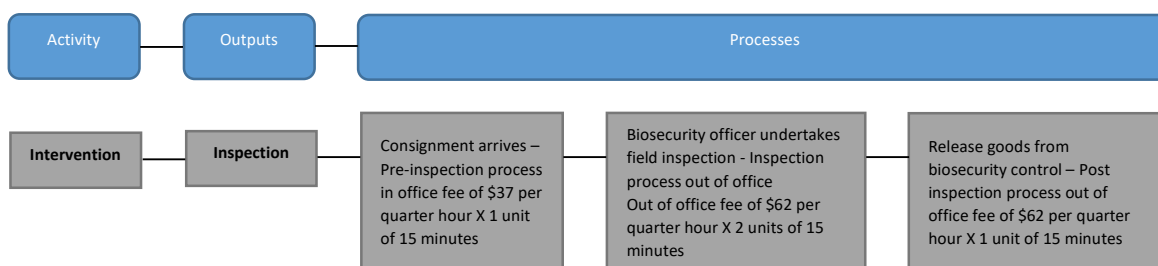 Activity
Outputs
Processes
Intervention
Inspection
Consignment arrives –
Pre-inspection process
in office fee of $37 per
quarter hour X 1 unit
of 15 minutes
Biosecurity officer undertakes
field inspection - Inspection
process out of office
Out of office fee of $62 per
quarter hour X 2 units of 15
minutes
Release goods from
biosecurity control – Post
inspection process out of
office fee of $62 per quarter
hour X 1 unit of 15 minutes